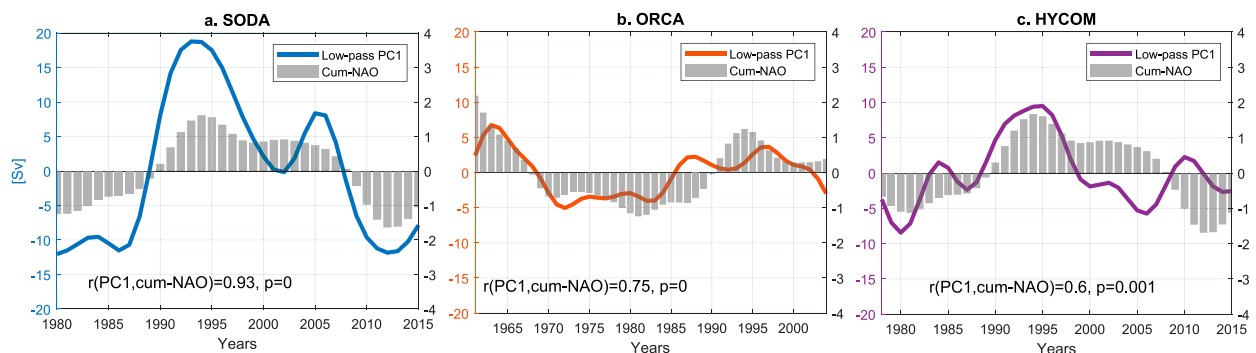 a. SODA
[Sv]
20
15
10
5
0
-5
-10
-15
-20
4
3
2
1
0
-1
-2
-3
-4
Low-pass PC1
Cum-NAO
r(PC1,cum-NAO)=0.93, p=0
1980 1985 1990 1995 2000 2005 2010 2015
Years
b. ORCA
20
15
10
5
0
-5
-10
-15
-20
4
3
2
1
0
-1
-2
-3
-4
Low-pass PC1
Cum-NAO
r(PC1,cum-NAO)=0.75, p=0
1965 1970 1975 1980 1985 1990 1995 2000
Years
c. HYCOM
20
15
10
5
0
-5
-10
-15
-20
4
3
2
1
0
-1
-2
-3
-4
Low-pass PC1
Cum-NAO
r(PC1,cum-NAO)=0.6, p=0.001
1980 1985 1990 1995 2000 2005 2010 2015
Years